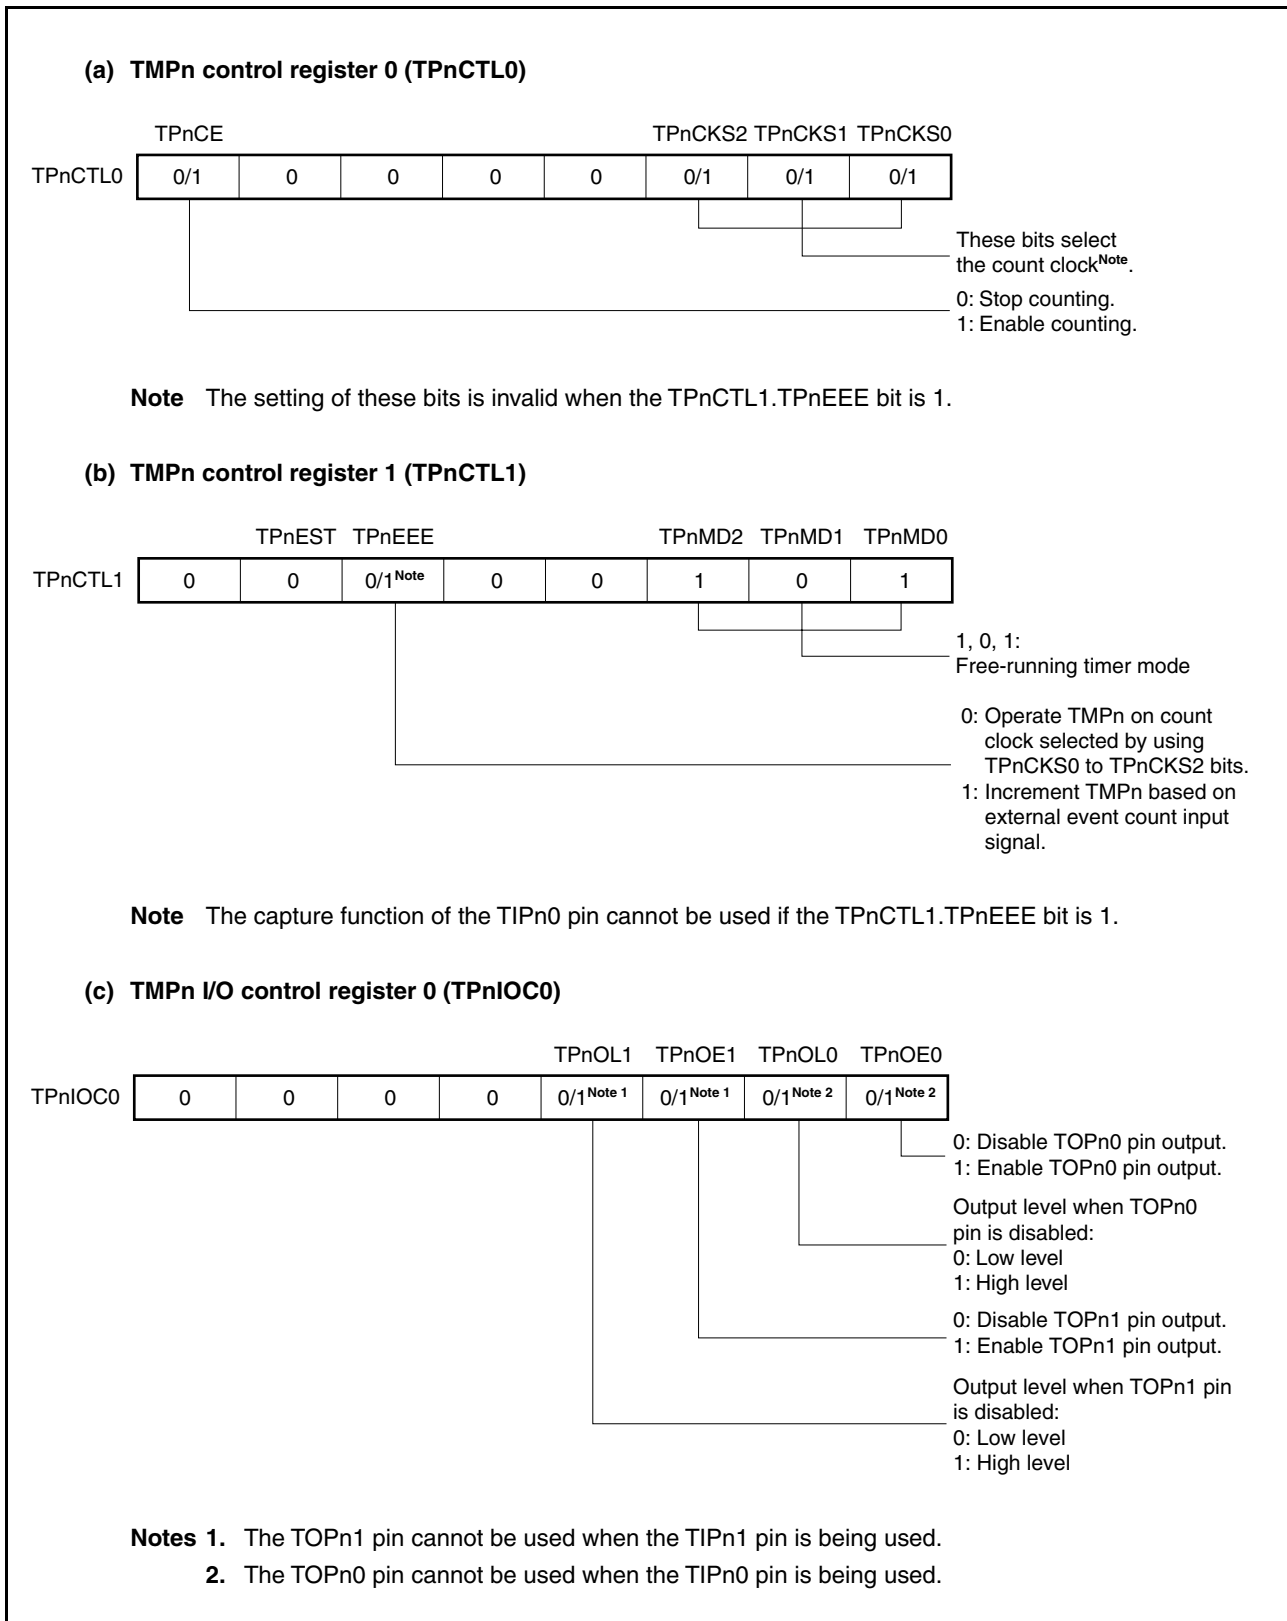 (a) TMPn control register 0 (TPnCTL0)
TPnCE TPnCKS2 TPnCKS1 TPnCKS0
TPnCTL0 0/1 0 0 0 0 0/1 0/1 0/1
These bits select
the count clockNote.
0: Stop counting.
1: Enable counting.
Note The setting of these bits is invalid when the TPnCTL1.TPnEEE bit is 1.
(b) TMPn control register 1 (TPnCTL1)
TPnEST TPnEEE TPnMD2 TPnMD1 TPnMD0
TPnCTL1 0 0 0/1Note 0 0 1 0 1
1, 0, 1:
Free-running timer mode
0: Operate TMPn on count
clock selected by using
TPnCKS0 to TPnCKS2 bits.
1: Increment TMPn based on
external event count input
signal.
Note The capture function of the TIPn0 pin cannot be used if the TPnCTL1.TPnEEE bit is 1.
(c) TMPn I/O control register 0 (TPnIOC0)
TPnOL1 TPnOE1 TPnOL0 TPnOE0
TPnIOC0 0 0 0 0 0/1Note 1 0/1Note 1 0/1Note 2 0/1Note 2
0: Disable TOPn0 pin output.
1: Enable TOPn0 pin output.
Output level when TOPn0
pin is disabled:
0: Low level
1: High level
0: Disable TOPn1 pin output.
1: Enable TOPn1 pin output.
Output level when TOPn1 pin
is disabled:
0: Low level
1: High level
Notes 1. The TOPn1 pin cannot be used when the TIPn1 pin is being used.
2. The TOPn0 pin cannot be used when the TIPn0 pin is being used.